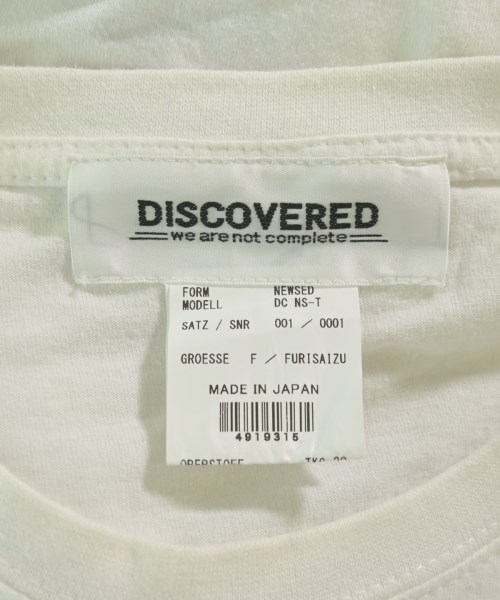 DISCOVERED
we are not complete
FORM NEWSED
MODELL DC NS-T
SATZ / SNR 001 / 0001
GROESSE F / FURISAIZU
MADE IN JAPAN
4919315
OBERSTOFF